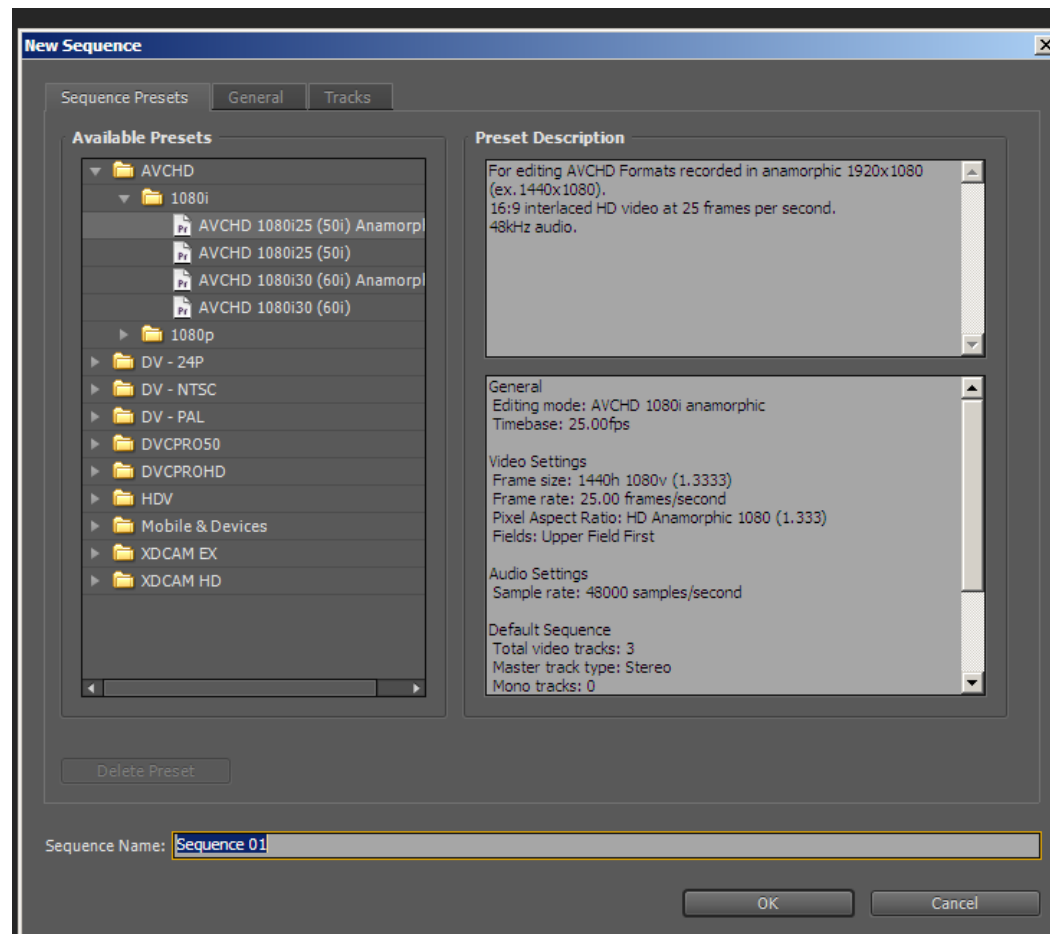 New Sequence
Sequence Presets
General
Tracks
Available Presets
AVCHD
1080i
AVCHD 1080i25 (50i) Anamorpl
AVCHD 1080i25 (50i)
AVCHD 1080i30 (60i) Anamorpl
AVCHD 1080i30 (60i)
1080p
DV - 24P
DV - NTSC
DV - PAL
DVCPRO50
DVCPROHD
HDV
Mobile & Devices
XDCAM EX
XDCAM HD
Preset Description
For editing AVCHD Formats recorded in anamorphic 1920x1080
(ex. 1440x1080).
16:9 interlaced HD video at 25 frames per second.
48kHz audio.
General
Editing mode: AVCHD 1080i anamorphic
Timebase: 25.00fps
Video Settings
Frame size: 1440h 1080v (1.3333)
Frame rate: 25.00 frames/second
Pixel Aspect Ratio: HD Anamorphic 1080 (1.333)
Fields: Upper Field First
Audio Settings
Sample rate: 48000 samples/second
Default Sequence
Total video tracks: 3
Master track type: Stereo
Mono tracks: 0
Delete Preset
Sequence Name: Sequence 01
OK
Cancel